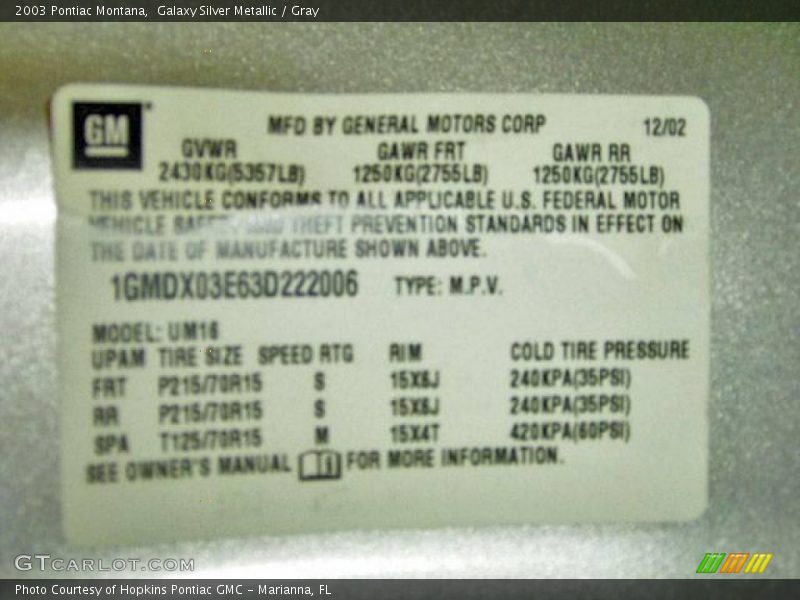 2003 Pontiac Montana,  Galaxy Silver Metallic / Gray
GM
MFD BY GENERAL MOTORS CORP 12/02
GVWR GAWR FRT GAWR RR
2430KG(5357LB) 1250KG(2755LB) 1250KG(2755LB)
THIS VEHICLE CONFORMS TO ALL APPLICABLE U.S. FEDERAL MOTOR
VEHICLE SAFETY AND THEFT PREVENTION STANDARDS IN EFFECT ON
THE DATE OF MANUFACTURE SHOWN ABOVE.
1GMDX03E63D222006 TYPE: M.P.V.
MODEL: UM16
UPAM TIRE SIZE SPEED RTG RIM COLD TIRE PRESSURE
FRT P215/70R15 S 15X6J 240KPA(35PSI)
RR P215/70R15 S 15X6J 240KPA(35PSI)
SPA T125/70R15 M 15X4T 420KPA(60PSI)
SEE OWNER'S MANUAL FOR MORE INFORMATION.
GTCARLOT.COM
Photo Courtesy of Hopkins Pontiac GMC - Marianna, FL